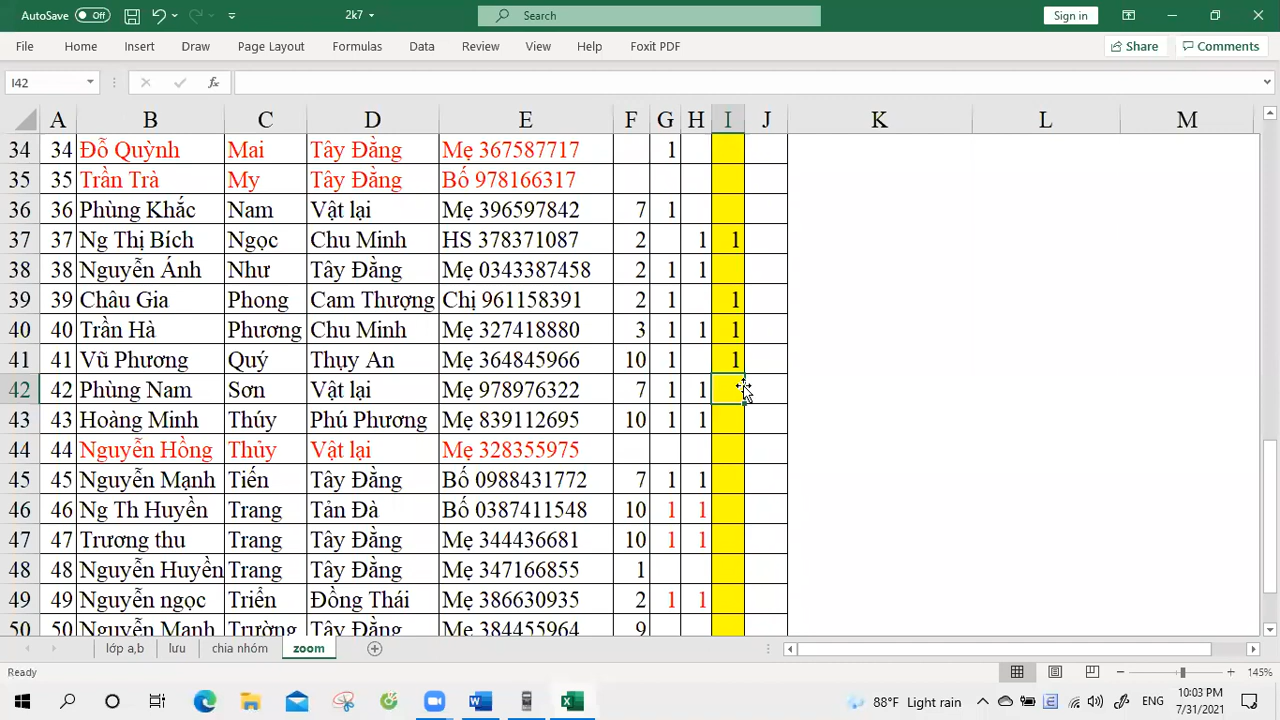 AutoSave Off 2k7 Search Sign in
File Home Insert Draw Page Layout Formulas Data Review View Help Foxit PDF Share Comments
I42 fx
A B C D E F G H I J K L M
34 34 Đỗ Quỳnh Mai Tây Đằng Mẹ 367587717 1
35 35 Trần Trà My Tây Đằng Bố 978166317
36 36 Phùng Khắc Nam Vật lại Mẹ 396597842 7 1
37 37 Ng Thị Bích Ngọc Chu Minh HS 378371087 2 1 1
38 38 Nguyễn Ánh Như Tây Đằng Mẹ 0343387458 2 1 1
39 39 Châu Gia Phong Cam Thượng Chị 961158391 2 1 1
40 40 Trần Hà Phương Chu Minh Mẹ 327418880 3 1 1 1
41 41 Vũ Phương Quý Thụy An Mẹ 364845966 10 1 1
42 42 Phùng Nam Sơn Vật lại Mẹ 978976322 7 1 1
43 43 Hoàng Minh Thúy Phú Phương Mẹ 839112695 10 1 1
44 44 Nguyễn Hồng Thủy Vật lại Mẹ 328355975
45 45 Nguyễn Mạnh Tiến Tây Đằng Bố 0988431772 7 1 1
46 46 Ng Th Huyền Trang Tản Đà Bố 0387411548 10 1 1
47 47 Trương thu Trang Tây Đằng Mẹ 344436681 10 1 1
48 48 Nguyễn Huyền Trang Tây Đằng Mẹ 347166855 1
49 49 Nguyễn ngọc Triển Đồng Thái Mẹ 386630935 2 1 1
50 50 Nguyễn Mạnh Trường Tây Đằng Mẹ 384455964 9
lớp a,b lưu chia nhóm zoom
Ready 145%
88°F Light rain ENG 10:03 PM
7/31/2021